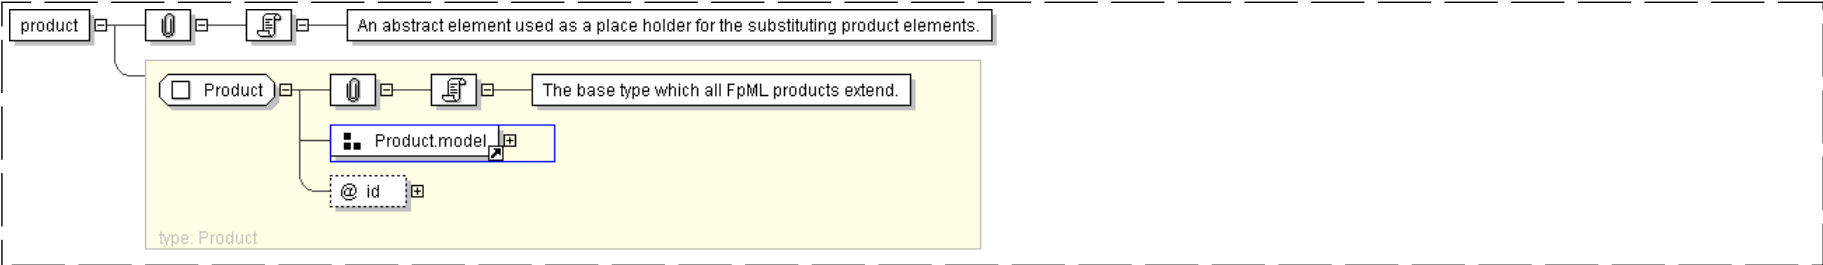 product
An abstract element used as a place holder for the substituting product elements.
Product
The base type which all FpML products extend.
Product.model
@ id
type: Product